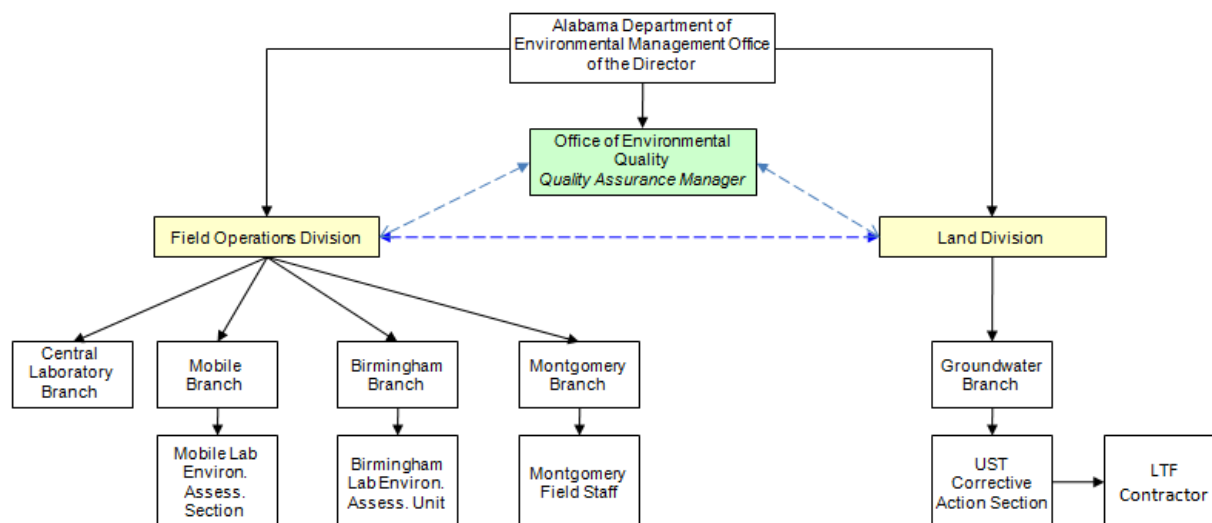 Alabama Department of
Environmental Management Office
of the Director
Office of Environmental
Quality
Quality Assurance Manager
Field Operations Division
Land Division
Central
Laboratory
Branch
Mobile
Branch
Birmingham
Branch
Montgomery
Branch
Groundwater
Branch
Mobile Lab
Environ.
Assess.
Section
Birmingham
Lab Environ.
Assess. Unit
Montgomery
Field Staff
UST
Corrective
Action Section
LTF
Contractor